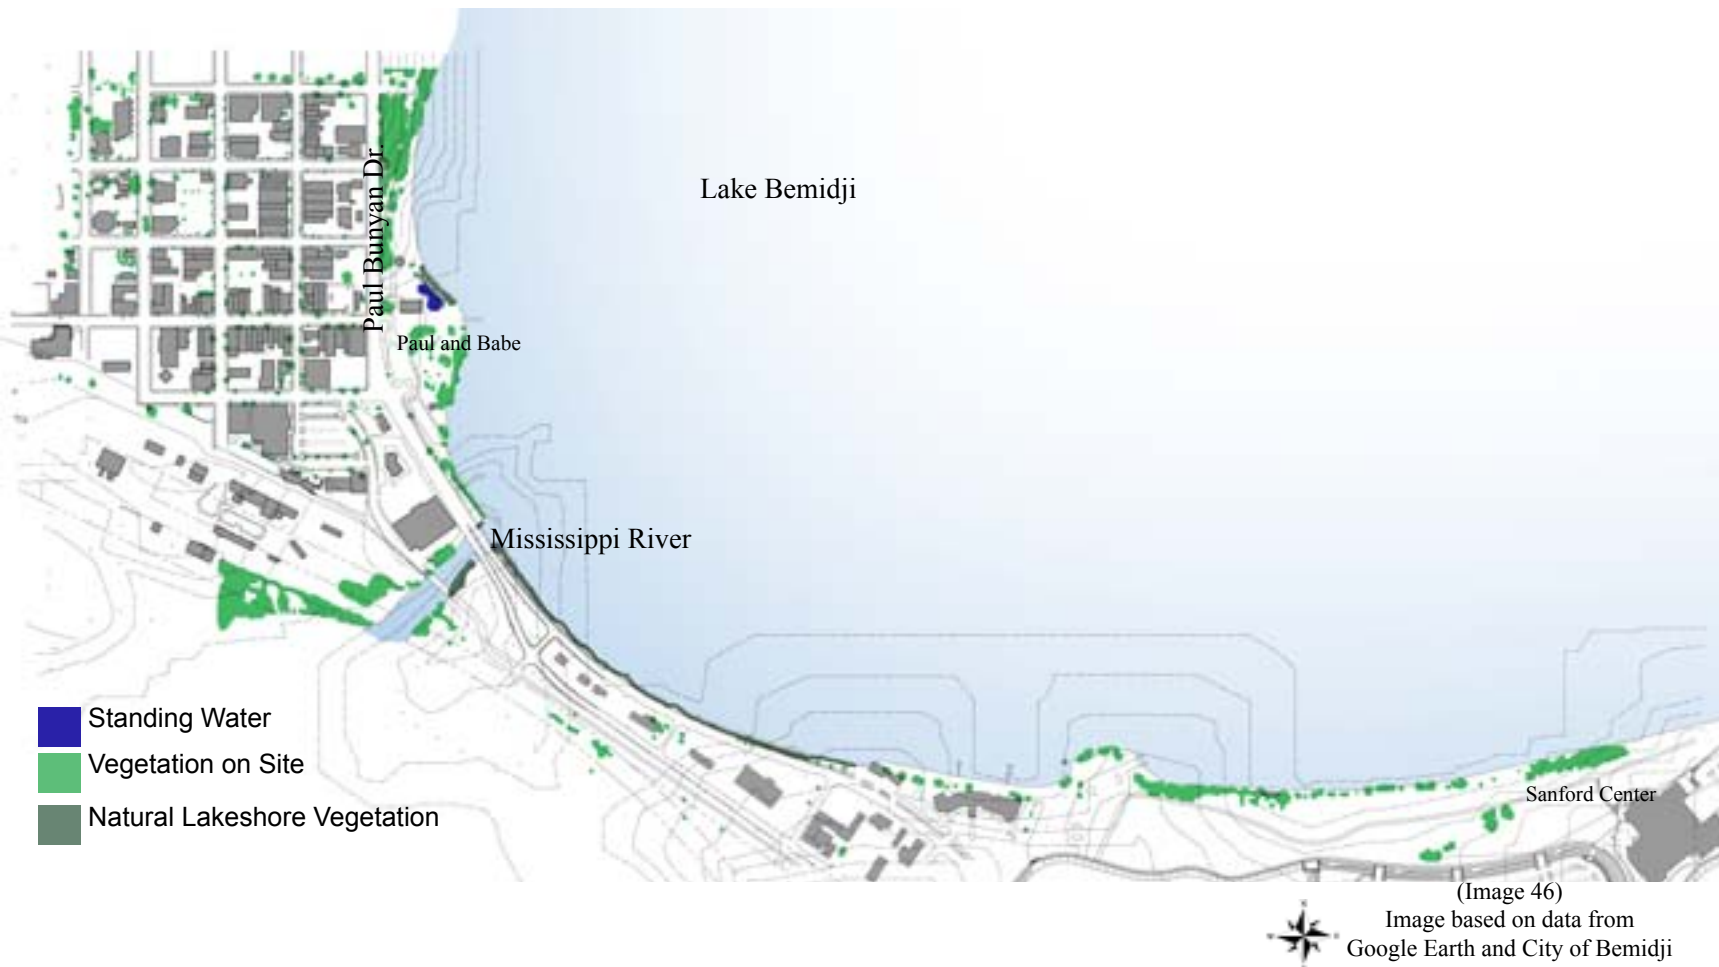 Lake Bemidji
Paul Bunyan Dr.
Paul and Babe
Mississippi River
Standing Water
Vegetation on Site
Natural Lakeshore Vegetation
Sanford Center
(Image 46)
Image based on data from
Google Earth and City of Bemidji